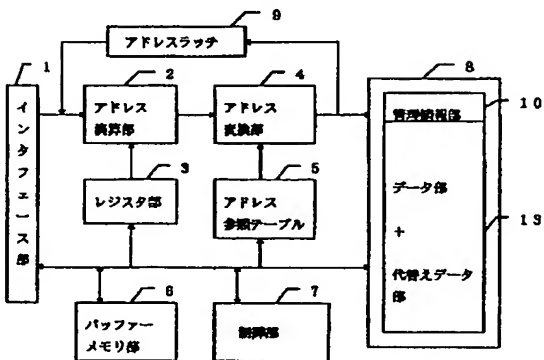 9
アドレスラッチ
1
2
4
8
インタフェース部
アドレス
演算部
アドレス
変換部
10
管理情報部
3
5
レジスタ部
アドレス
参照テーブル
データ部
+
代替えデータ
部
13
6
7
バッファー
メモリ部
制御部